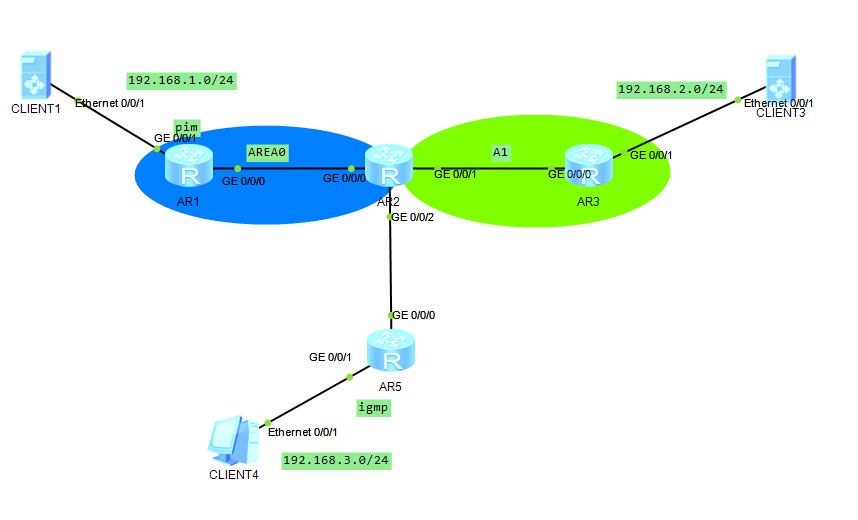 192.168.1.0/24
192.168.2.0/24
CLIENT1
Ethernet 0/0/1
Ethernet 0/0/1
CLIENT3
pim
GE 0/0/1
AREA0
A1
GE 0/0/1
R
R
R
GE 0/0/0
GE 0/0/0
GE 0/0/1
GE 0/0/0
AR1
AR2
AR3
GE 0/0/2
GE 0/0/0
GE 0/0/1
R
AR5
igmp
Ethernet 0/0/1
192.168.3.0/24
CLIENT4